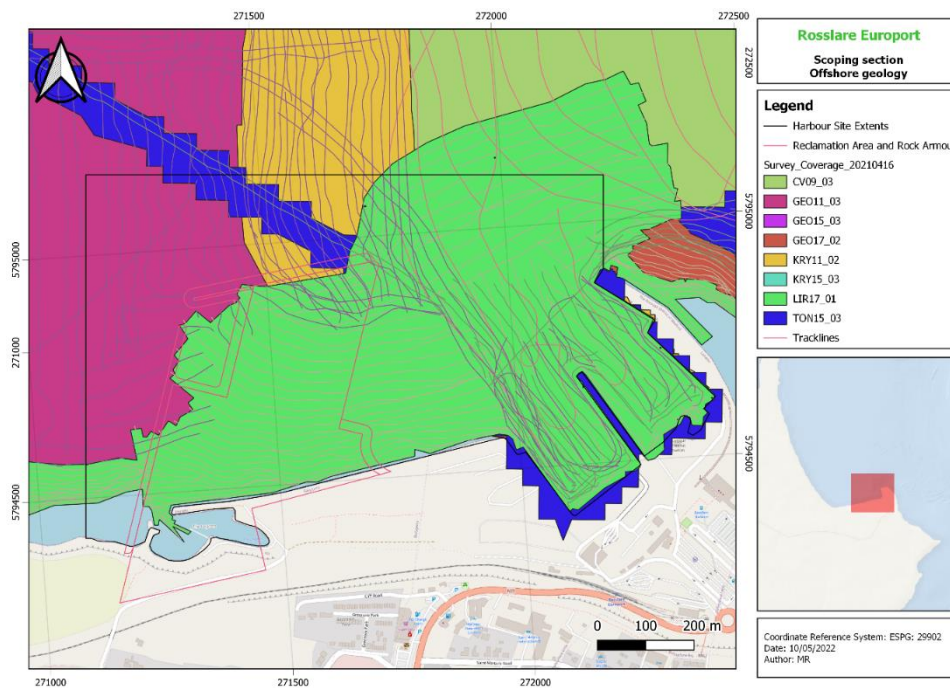 271500
272000
272500
Rosslare Europort
Scoping section
Offshore geology
272500
Legend
Harbour Site Extents
Reclamation Area and Rock Armou
Survey_Coverage_20210416
CV09_03
GEO11_03
GEO15_03
GEO17_02
KRY11_02
KRY15_03
LIR17_01
TON15_03
Tracklines
5795000
5795000
271000
5794500
5794500
0 100 200 m
Coordinate Reference System: ESPG: 29902
Date: 10/05/2022
Author: MR
271000
271500
272000